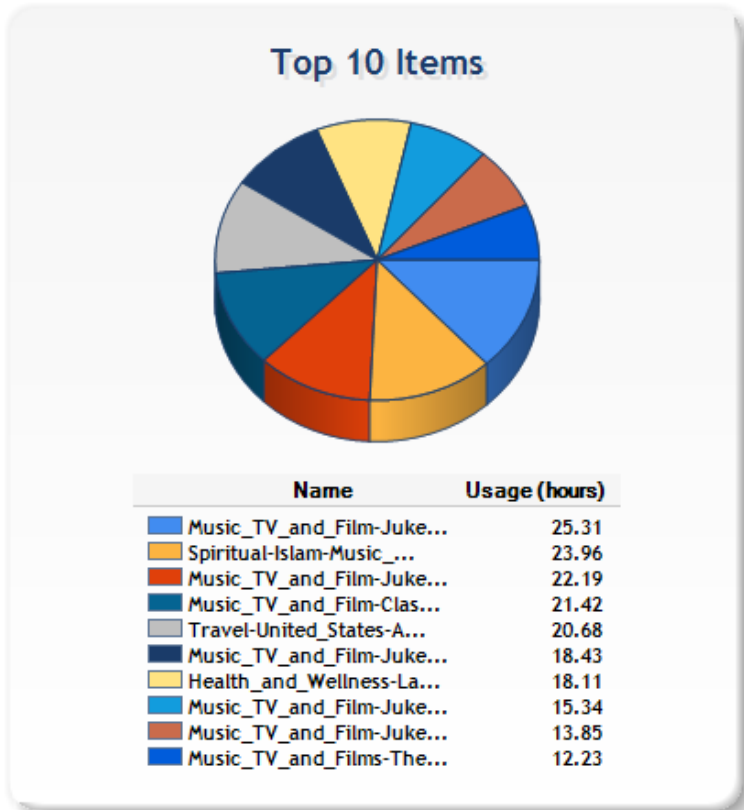 Top 10 Items
Name Usage (hours)
Music_TV_and_Film-Juke... 25.31
Spiritual-Islam-Music_... 23.96
Music_TV_and_Film-Juke... 22.19
Music_TV_and_Film-Clas... 21.42
Travel-United_States-A... 20.68
Music_TV_and_Film-Juke... 18.43
Health_and_Wellness-La... 18.11
Music_TV_and_Film-Juke... 15.34
Music_TV_and_Film-Juke... 13.85
Music_TV_and_Films-The... 12.23